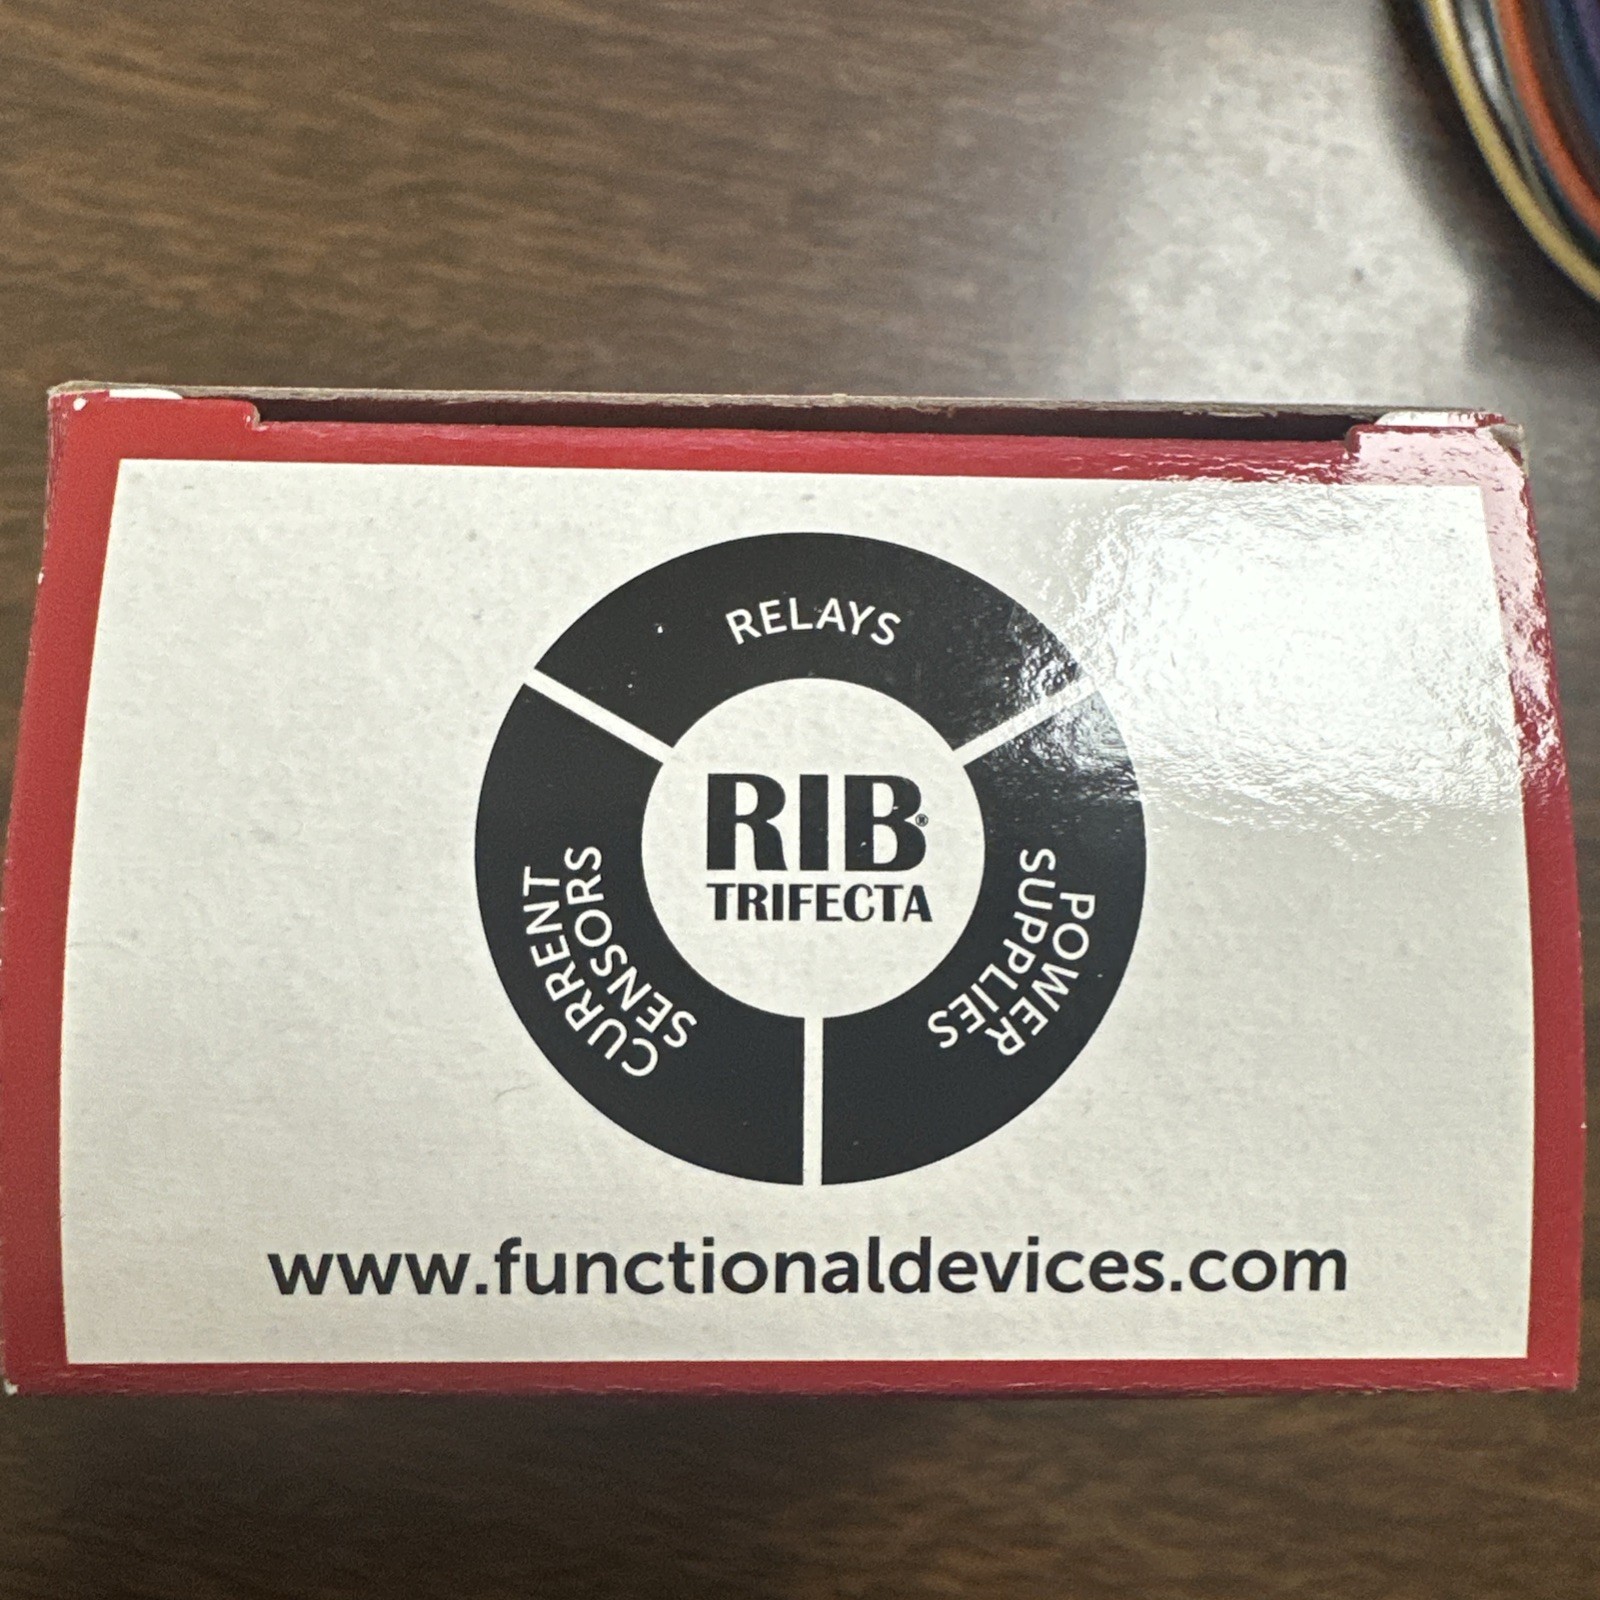 RELAYS
CURRENT
SENSORS
RIB®
TRIFECTA
POWER
SUPPLIES
www.functionaldevices.com